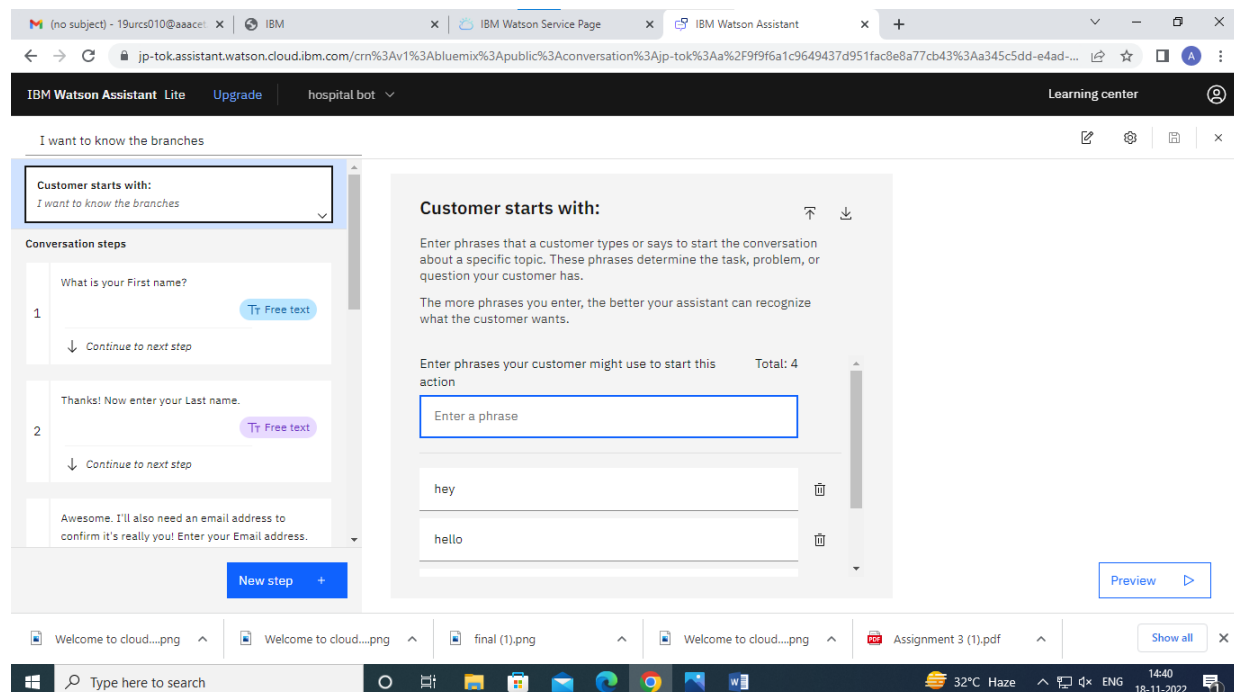 (no subject) - 19urcs010@aaacet.
IBM
IBM Watson Service Page
IBM Watson Assistant
jp-tok.assistant.watson.cloud.ibm.com/crn%3Av1%3Abluemix%3Apublic%3Aconversation%3Ajp-tok%3Aa%2F9f9f6a1c9649437d951fac8e8a77cb43%3Aa345c5dd-e4ad-...
A
IBM Watson Assistant Lite
Upgrade
hospital bot
Learning center
I want to know the branches
Customer starts with:
I want to know the branches
Conversation steps
1
What is your First name?
Free text
Continue to next step
2
Thanks! Now enter your Last name.
Free text
Continue to next step
Awesome. I'll also need an email address to
confirm it's really you! Enter your Email address.
New step +
Customer starts with:
Enter phrases that a customer types or says to start the conversation
about a specific topic. These phrases determine the task, problem, or
question your customer has.
The more phrases you enter, the better your assistant can recognize
what the customer wants.
Enter phrases your customer might use to start this
action
Total: 4
Enter a phrase
hey
hello
Preview
Welcome to cloud....png
Welcome to cloud....png
final (1).png
Welcome to cloud....png
PDF
Assignment 3 (1).pdf
Show all
Type here to search
32°C Haze
ENG
14:40
18-11-2022